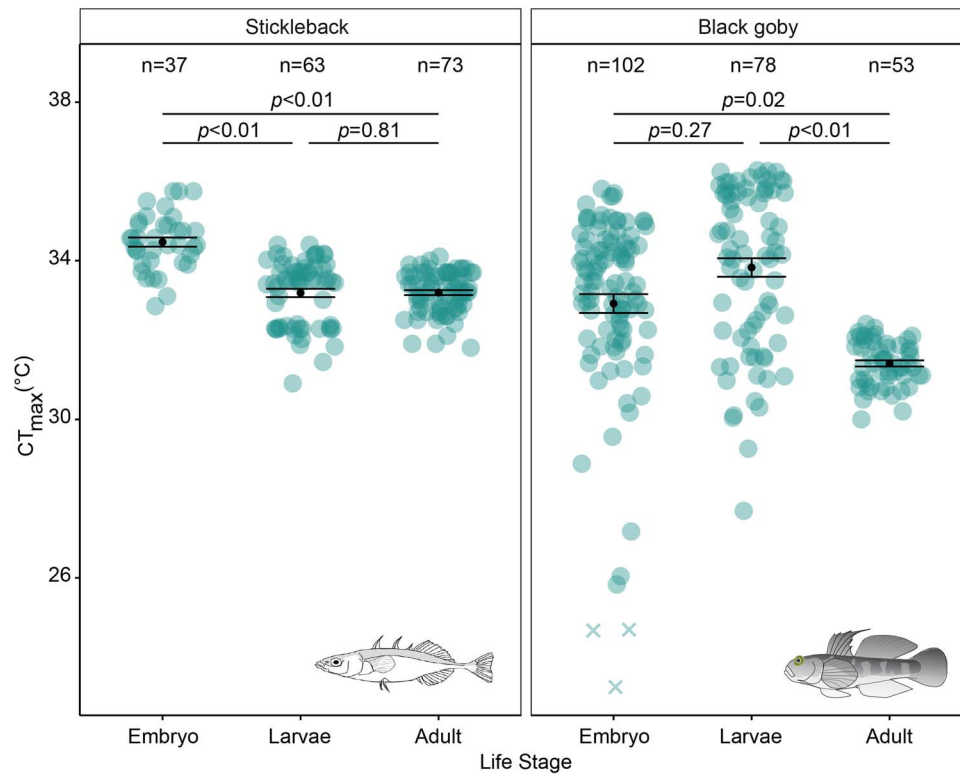 Stickleback
Black goby
n=37 n=63 n=73
n=102 n=78 n=53
p<0.01
p=0.02
p<0.01 p=0.81
p=0.27 p<0.01
38
34
30
26
CTmax(°C)
Embryo Larvae Adult
Embryo Larvae Adult
Life Stage